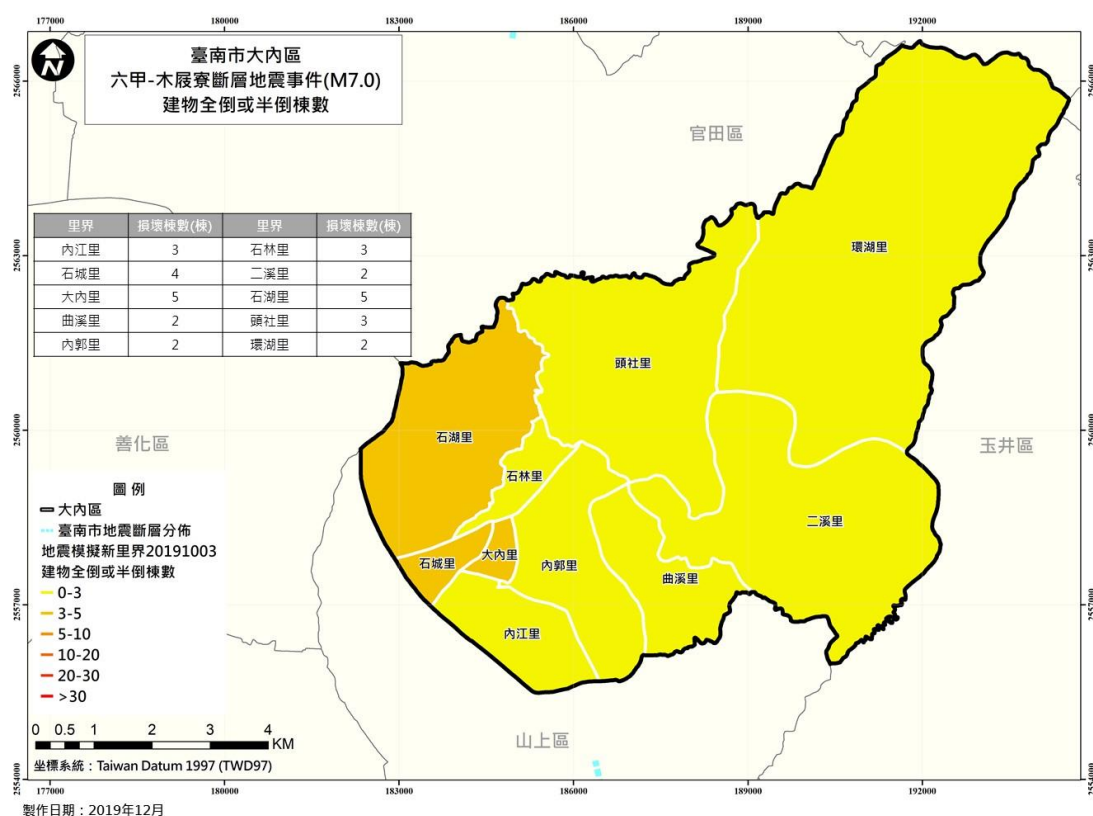 177000 180000 183000 186000 189000 192000
臺南市大內區
六甲-木屐寮斷層地震事件(M7.0)
建物全倒或半倒棟數
N
2566000 2566000
官田區
里界 損壞棟數(棟) 里界 損壞棟數(棟)
內江里 3 石林里 3
石城里 4 二溪里 2
大內里 5 石湖里 5
曲溪里 2 頭社里 3
內郭里 2 環湖里 2
環湖里
2563000 2563000
頭社里
2560000 2560000
石湖里
善化區
玉井區
石林里
二溪里
大內里
石城里
內郭里
曲溪里
內江里
2557000 2557000
山上區
圖例
大內區
臺南市地震斷層分佈
地震模擬新里界20191003
建物全倒或半倒棟數
0-3
3-5
5-10
10-20
20-30
>30
0 0.5 1 2 3 4
KM
坐標系統：Taiwan Datum 1997 (TWD97)
2554000 2554000
177000 180000 183000 186000 189000 192000
製作日期：2019年12月